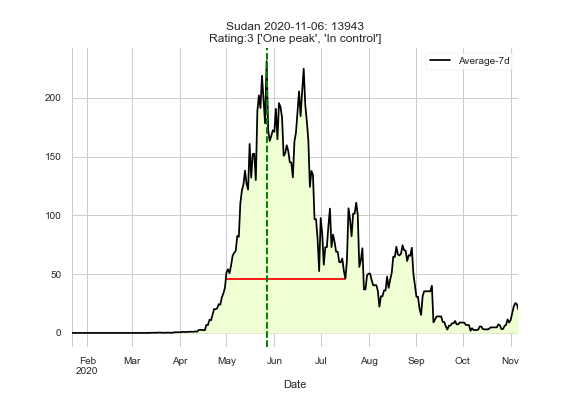 Sudan 2020-11-06: 13943
Rating:3 ['One peak', 'In control']
Average-7d
200
150
100
50
0
Feb Mar Apr May Jun Jul Aug Sep Oct Nov
2020
Date